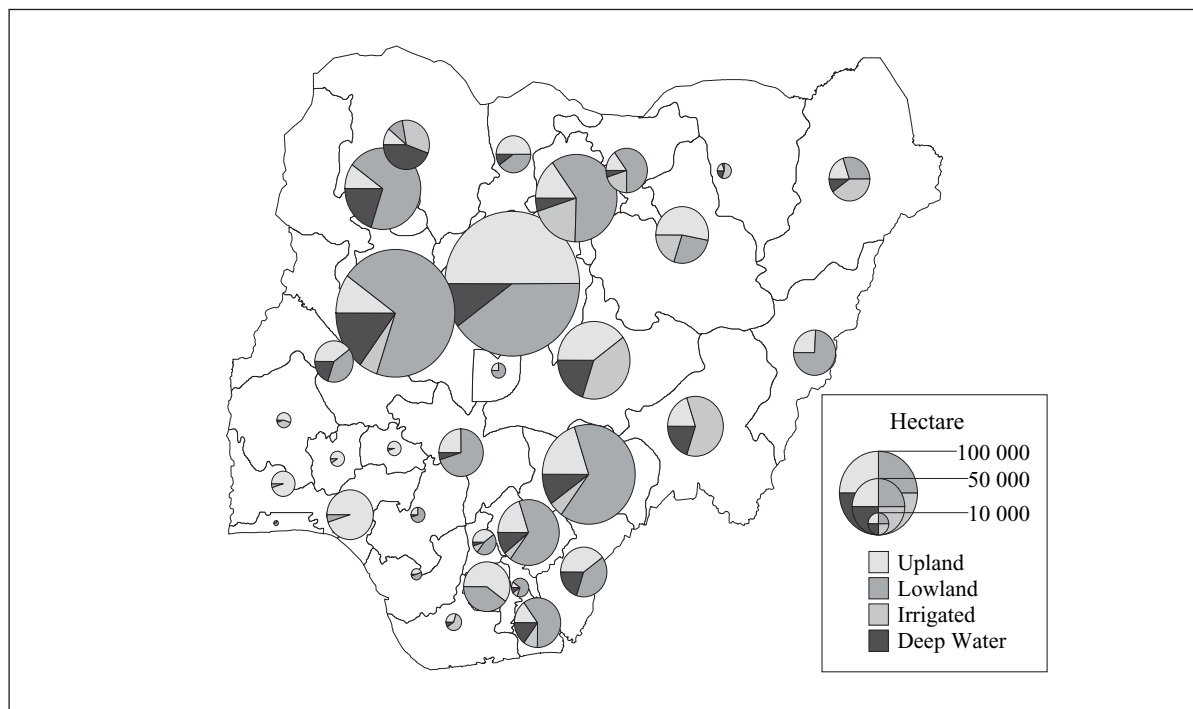 Hectare
100 000
50 000
10 000
Upland
Lowland
Irrigated
Deep Water